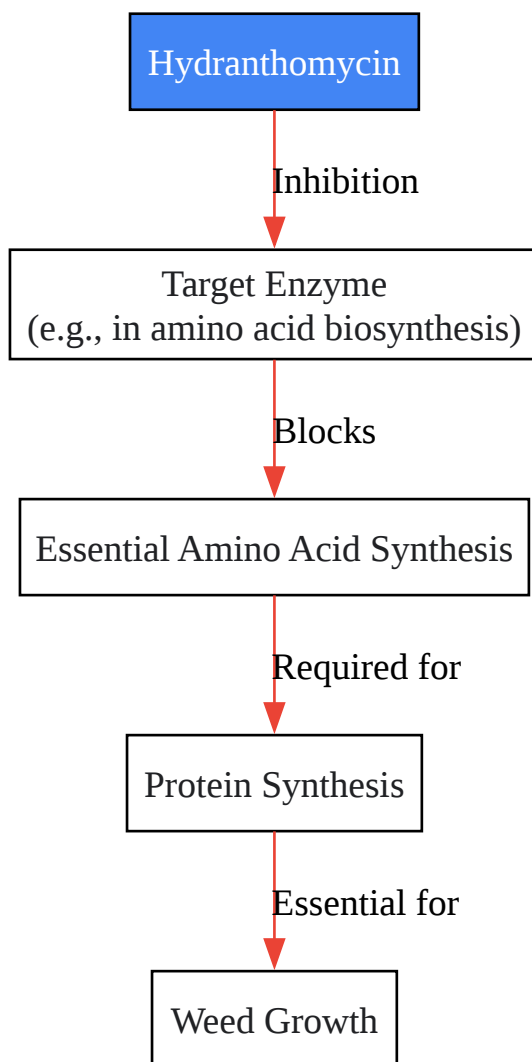 Hydranthomycin
Inhibition
Target Enzyme
(e.g., in amino acid biosynthesis)
Blocks
Essential Amino Acid Synthesis
Required for
Protein Synthesis
Essential for
Weed Growth